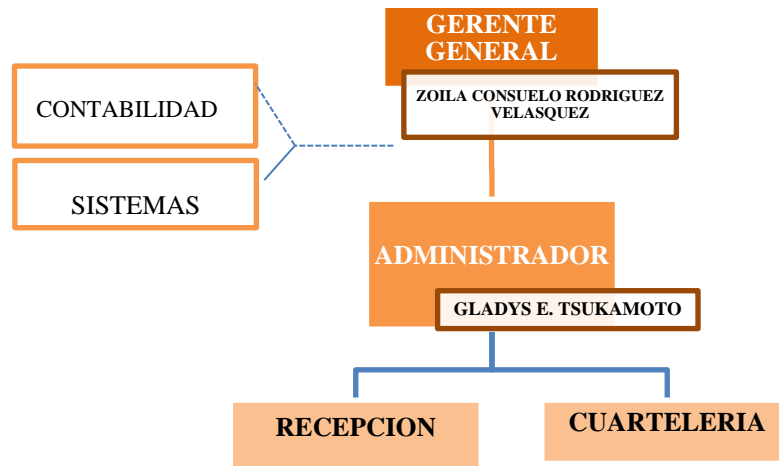 GERENTE
GENERAL
ZOILA CONSUELO RODRIGUEZ
VELASQUEZ
CONTABILIDAD
SISTEMAS
ADMINISTRADOR
GLADYS E. TSUKAMOTO
RECEPCION
CUARTELERIA